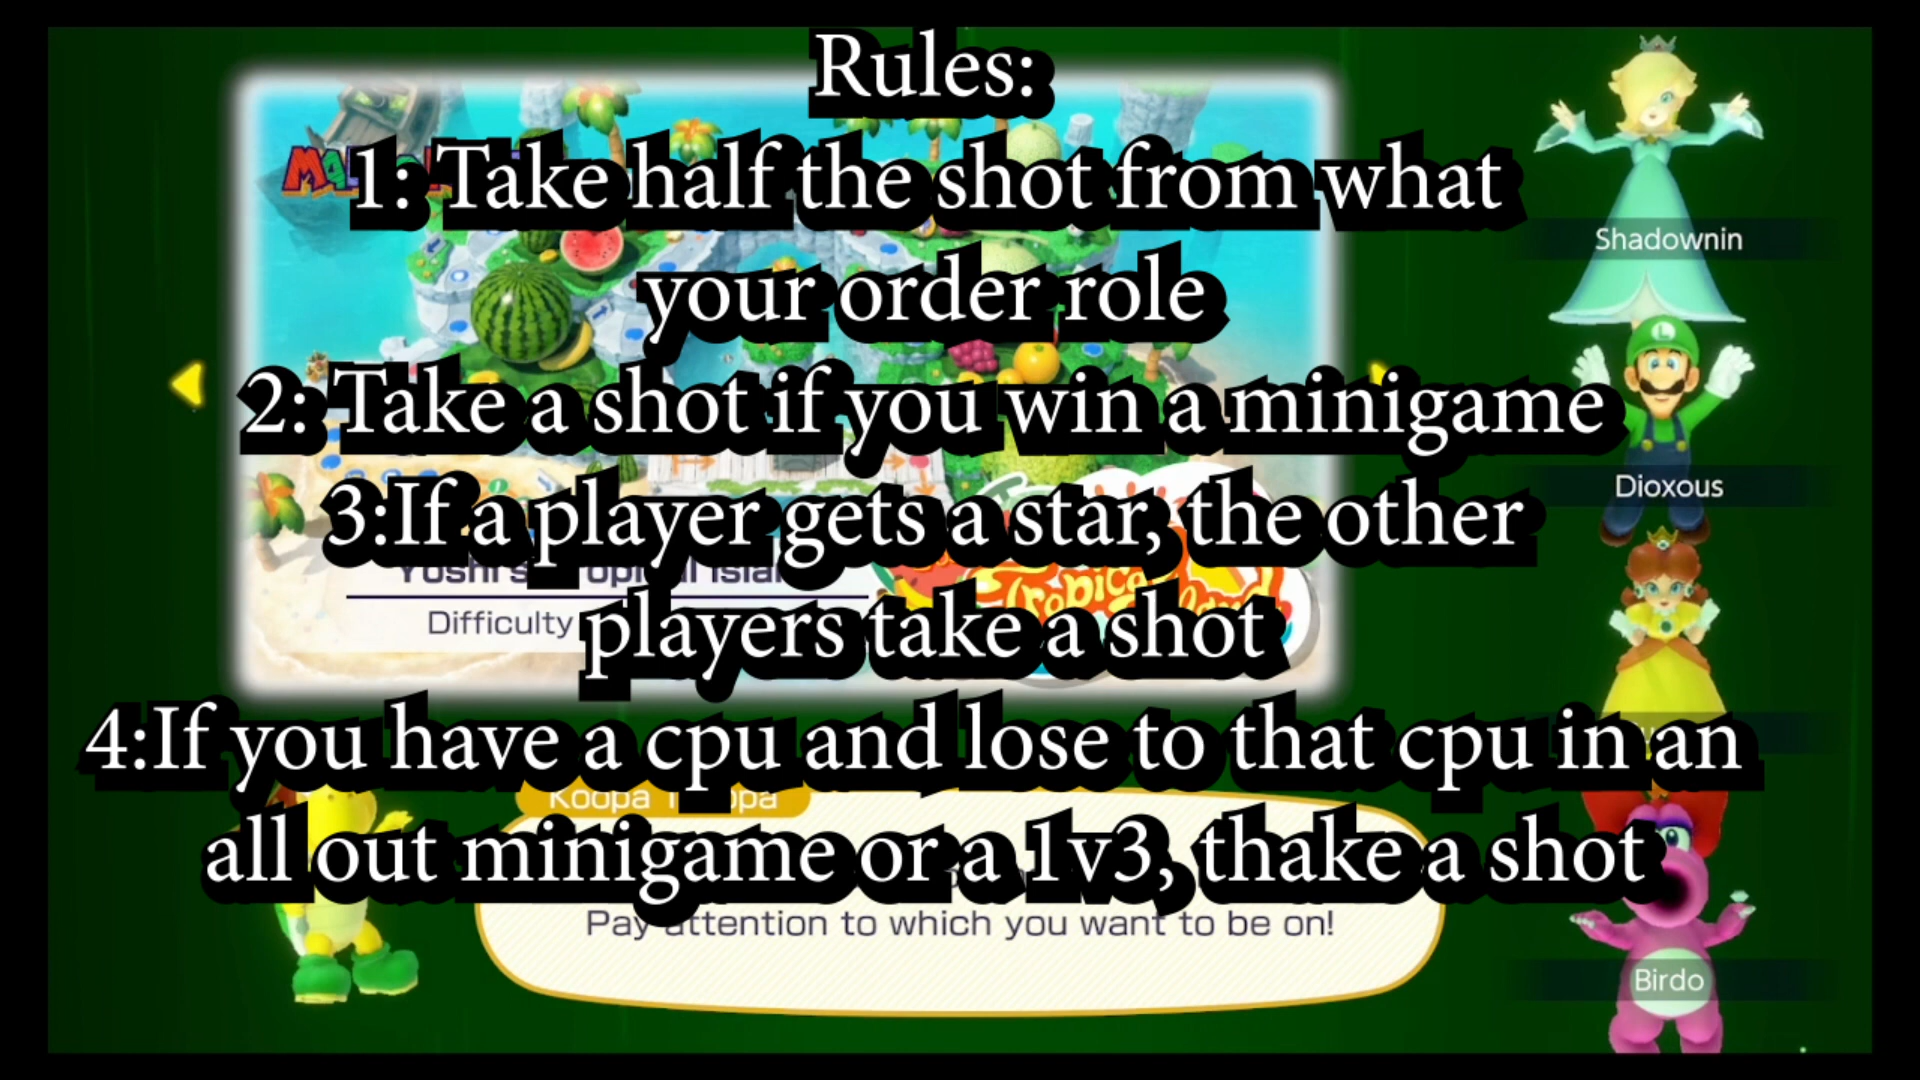 Rules:
1: Take half the shot from what
your order role
Shadownin
2: Take a shot if you win a minigame
Dioxous
3:If a player gets a star, the other
Difficulty
players take a shot
4:If you have a cpu and lose to that cpu in an
Koopa
all out minigame or a 1v3, thake a shot
Pay attention to which you want to be on!
Birdo